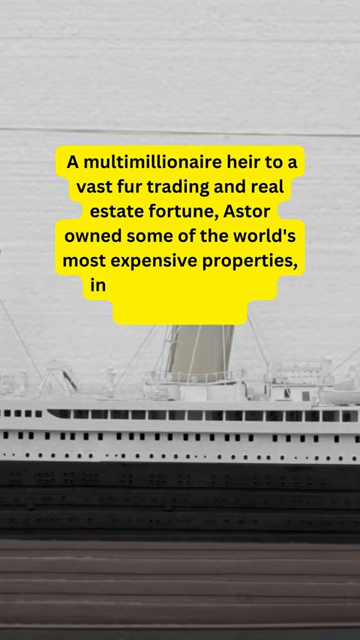 A multimillionaire heir to a
vast fur trading and real
estate fortune, Astor
owned some of the world's
most expensive properties,
in